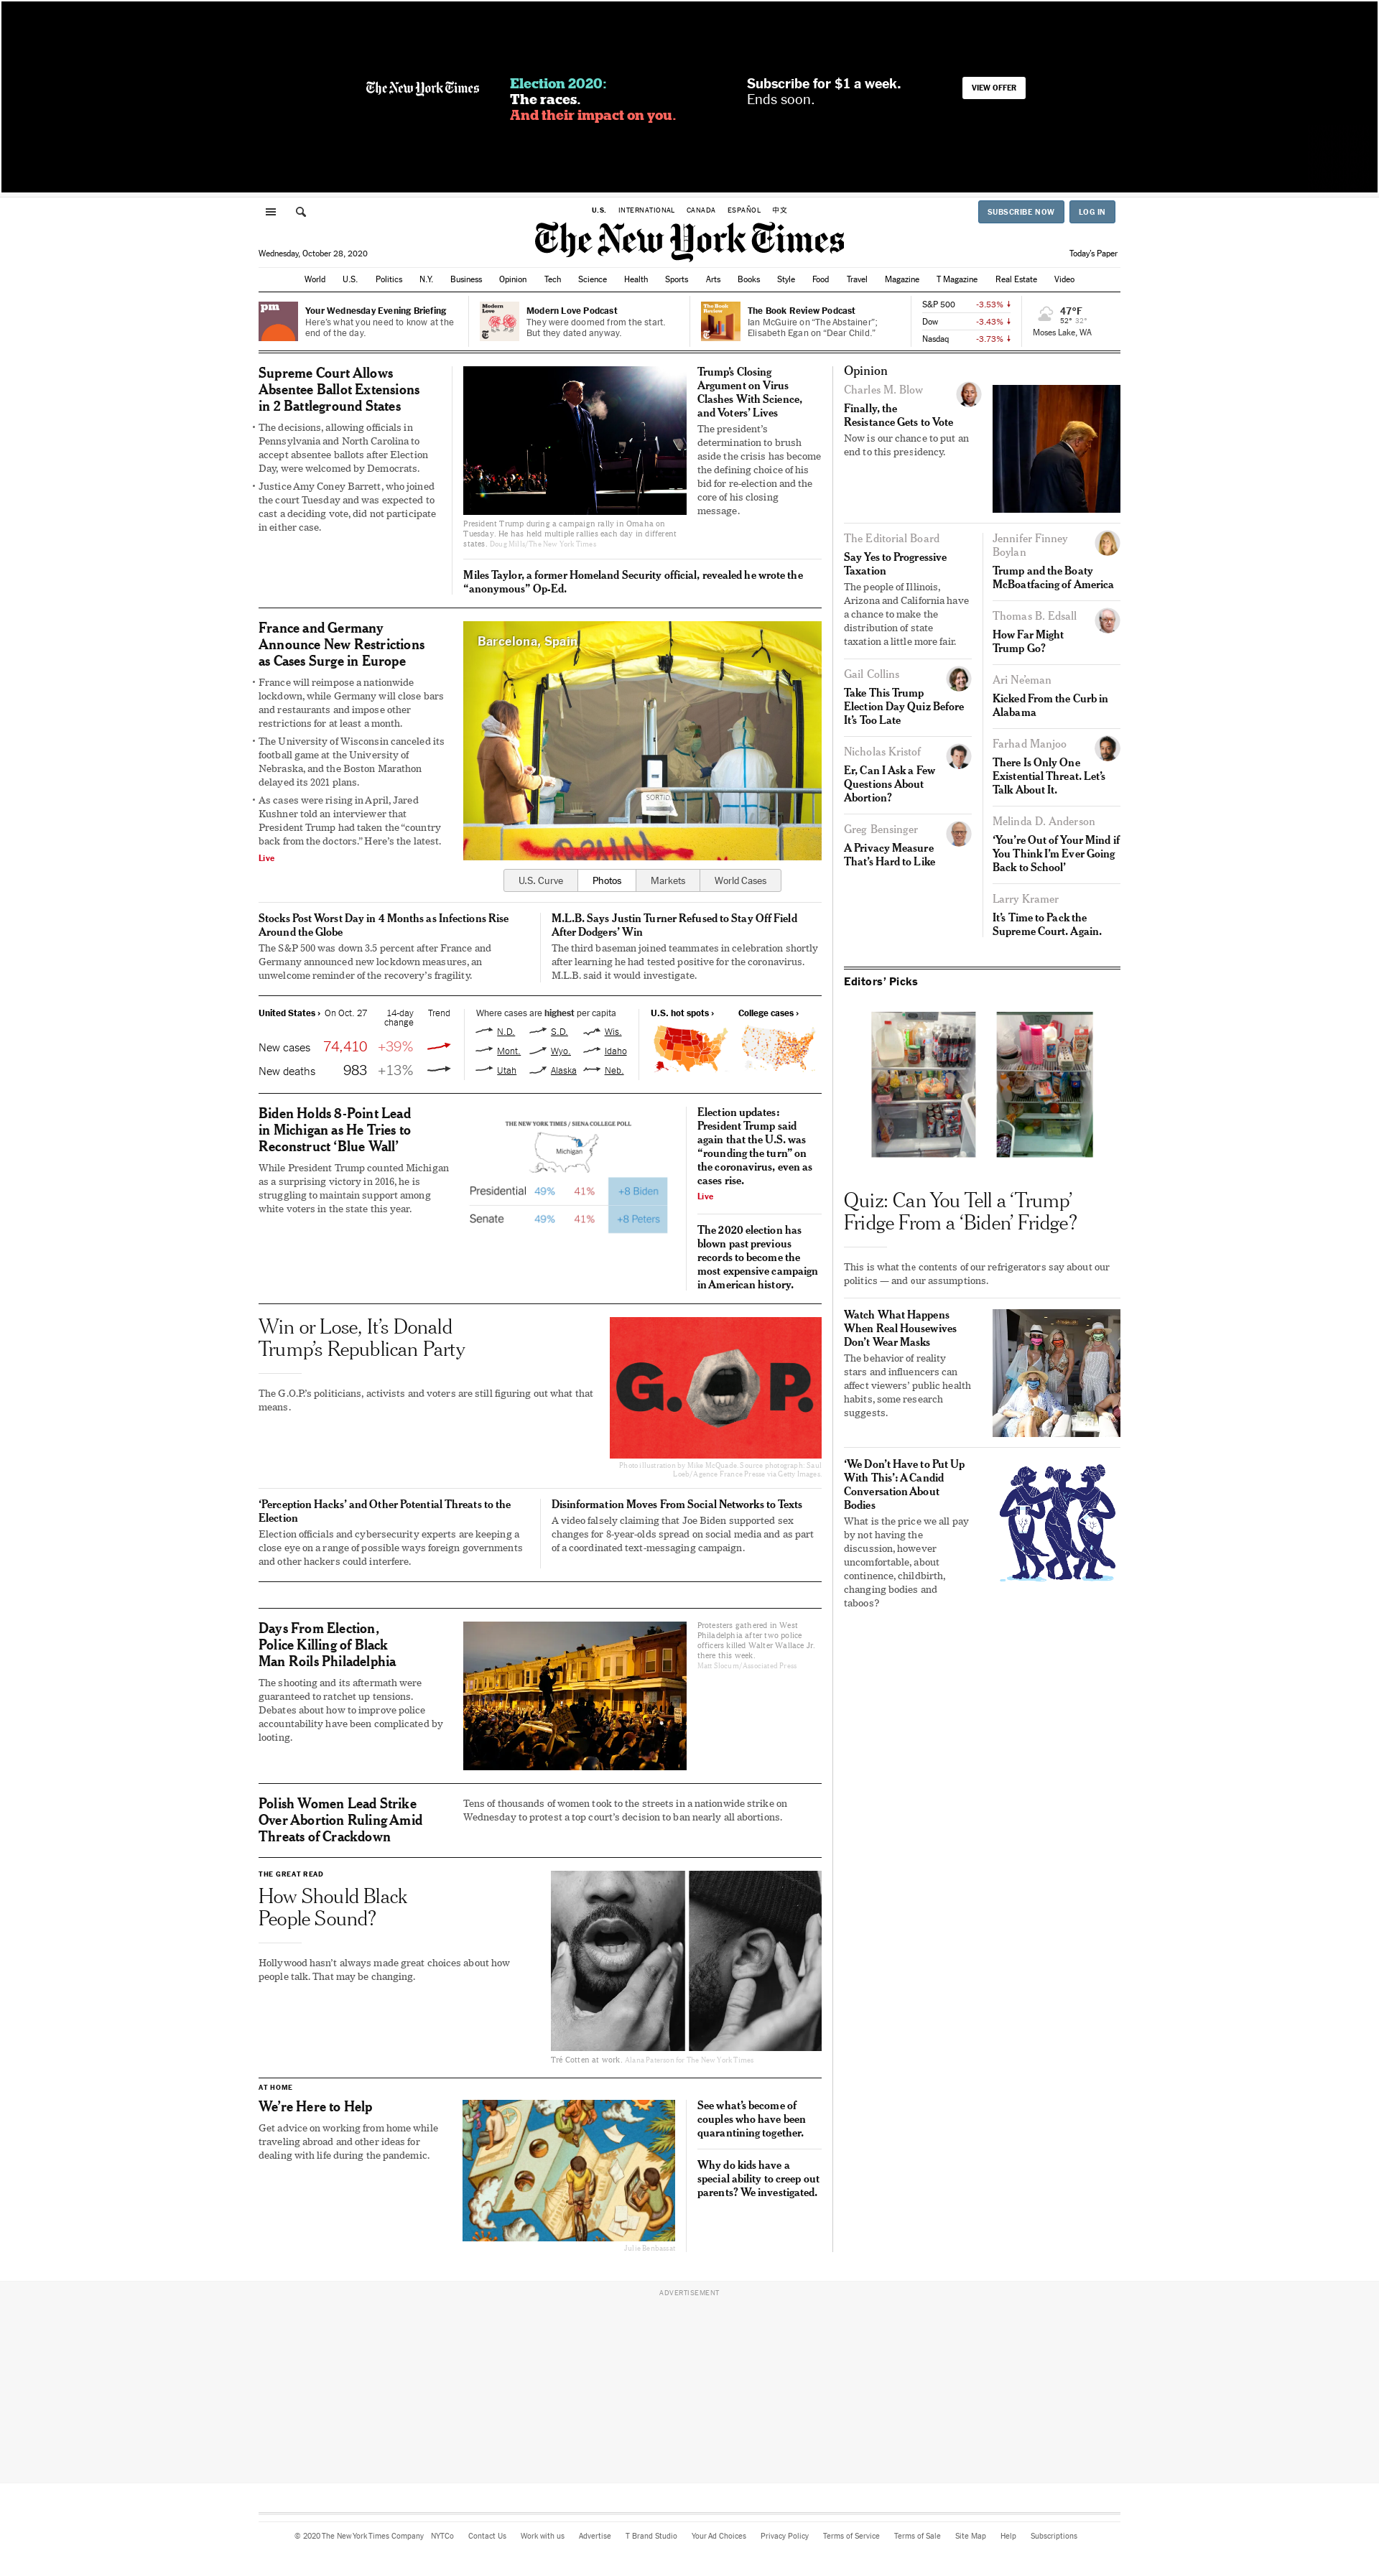 The New York Times
Election 2020:
The races.
And their impact on you.
Subscribe for $1 a week.
Ends soon.
VIEW OFFER
U.S. INTERNATIONAL CANADA ESPAÑOL 中文
SUBSCRIBE NOW LOG IN
The New York Times
Wednesday, October 28, 2020
Today's Paper
World U.S. Politics N.Y. Business Opinion Tech Science Health Sports Arts Books Style Food Travel Magazine T Magazine Real Estate Video
pm
Your Wednesday Evening Briefing
Here's what you need to know at the
end of the day.
Modern
Love
Modern Love Podcast
They were doomed from the start.
But they dated anyway.
The Book
Review
The Book Review Podcast
Ian McGuire on “The Abstainer”;
Elisabeth Egan on “Dear Child.”
S&P 500 -3.53%
Dow -3.43%
Nasdaq -3.73%
47°F
52° 32°
Moses Lake, WA
Supreme Court Allows
Absentee Ballot Extensions
in 2 Battleground States
• The decisions, allowing officials in
Pennsylvania and North Carolina to
accept absentee ballots after Election
Day, were welcomed by Democrats.
• Justice Amy Coney Barrett, who joined
the court Tuesday and was expected to
cast a deciding vote, did not participate
in either case.
President Trump during a campaign rally in Omaha on
Tuesday. He has held multiple rallies each day in different
states. Doug Mills/The New York Times
Trump’s Closing
Argument on Virus
Clashes With Science,
and Voters’ Lives
The president’s
determination to brush
aside the crisis has become
the defining choice of his
bid for re-election and the
core of his closing
message.
Miles Taylor, a former Homeland Security official, revealed he wrote the
“anonymous” Op-Ed.
France and Germany
Announce New Restrictions
as Cases Surge in Europe
• France will reimpose a nationwide
lockdown, while Germany will close bars
and restaurants and impose other
restrictions for at least a month.
• The University of Wisconsin canceled its
football game at the University of
Nebraska, and the Boston Marathon
delayed its 2021 plans.
• As cases were rising in April, Jared
Kushner told an interviewer that
President Trump had taken the “country
back from the doctors.” Here’s the latest.
Live
Barcelona, Spain
SORTIDA
U.S. Curve Photos Markets World Cases
Stocks Post Worst Day in 4 Months as Infections Rise
Around the Globe
The S&P 500 was down 3.5 percent after France and
Germany announced new lockdown measures, an
unwelcome reminder of the recovery’s fragility.
M.L.B. Says Justin Turner Refused to Stay Off Field
After Dodgers’ Win
The third baseman joined teammates in celebration shortly
after learning he had tested positive for the coronavirus.
M.L.B. said it would investigate.
United States › On Oct. 27 14-day
change Trend
New cases 74,410 +39%
New deaths 983 +13%
Where cases are highest per capita
N.D. S.D. Wis.
Mont. Wyo. Idaho
Utah Alaska Neb.
U.S. hot spots › College cases ›
Biden Holds 8-Point Lead
in Michigan as He Tries to
Reconstruct ‘Blue Wall’
While President Trump counted Michigan
as a surprising victory in 2016, he is
struggling to maintain support among
white voters in the state this year.
THE NEW YORK TIMES / SIENA COLLEGE POLL
Michigan
Presidential 49% 41% +8 Biden
Senate 49% 41% +8 Peters
Election updates:
President Trump said
again that the U.S. was
“rounding the turn” on
the coronavirus, even as
cases rise.
Live
The 2020 election has
blown past previous
records to become the
most expensive campaign
in American history.
Win or Lose, It’s Donald
Trump’s Republican Party
The G.O.P.’s politicians, activists and voters are still figuring out what that
means.
G.O.P.
Photo illustration by Mike McQuade. Source photograph: Saul
Loeb/Agence France Presse via Getty Images
‘Perception Hacks’ and Other Potential Threats to the
Election
Election officials and cybersecurity experts are keeping a
close eye on a range of possible ways foreign governments
and other hackers could interfere.
Disinformation Moves From Social Networks to Texts
A video falsely claiming that Joe Biden supported sex
changes for 8-year-olds spread on social media and as part
of a coordinated text-messaging campaign.
Days From Election,
Police Killing of Black
Man Roils Philadelphia
The shooting and its aftermath were
guaranteed to ratchet up tensions.
Debates about how to improve police
accountability have been complicated by
looting.
Protesters gathered in West
Philadelphia after two police
officers killed Walter Wallace Jr.
there this week.
Matt Slocum/Associated Press
Polish Women Lead Strike
Over Abortion Ruling Amid
Threats of Crackdown
Tens of thousands of women took to the streets in a nationwide strike on
Wednesday to protest a top court’s decision to ban nearly all abortions.
THE GREAT READ
How Should Black
People Sound?
Hollywood hasn’t always made great choices about how
people talk. That may be changing.
Tré Cotten at work. Alana Paterson for The New York Times
AT HOME
We’re Here to Help
Get advice on working from home while
traveling abroad and other ideas for
dealing with life during the pandemic.
Julie Benbassat
See what’s become of
couples who have been
quarantining together.
Why do kids have a
special ability to creep out
parents? We investigated.
Opinion
Charles M. Blow
Finally, the
Resistance Gets to Vote
Now is our chance to put an
end to this presidency.
The Editorial Board
Say Yes to Progressive
Taxation
The people of Illinois,
Arizona and California have
a chance to make the
distribution of state
taxation a little more fair.
Gail Collins
Take This Trump
Election Day Quiz Before
It’s Too Late
Nicholas Kristof
Er, Can I Ask a Few
Questions About
Abortion?
Greg Bensinger
A Privacy Measure
That’s Hard to Like
Jennifer Finney
Boylan
Trump and the Boaty
McBoatfacing of America
Thomas B. Edsall
How Far Might
Trump Go?
Ari Ne’eman
Kicked From the Curb in
Alabama
Farhad Manjoo
There Is Only One
Existential Threat. Let’s
Talk About It.
Melinda D. Anderson
‘You’re Out of Your Mind if
You Think I’m Ever Going
Back to School’
Larry Kramer
It’s Time to Pack the
Supreme Court. Again.
Editors’ Picks
Quiz: Can You Tell a ‘Trump’
Fridge From a ‘Biden’ Fridge?
This is what the contents of our refrigerators say about our
politics — and our assumptions.
Watch What Happens
When Real Housewives
Don’t Wear Masks
The behavior of reality
stars and influencers can
affect viewers’ public health
habits, some research
suggests.
‘We Don’t Have to Put Up
With This’: A Candid
Conversation About
Bodies
What is the price we all pay
by not having the
discussion, however
uncomfortable, about
continence, childbirth,
changing bodies and
taboos?
ADVERTISEMENT
© 2020 The New York Times Company NYTCo Contact Us Work with us Advertise T Brand Studio Your Ad Choices Privacy Policy Terms of Service Terms of Sale Site Map Help Subscriptions